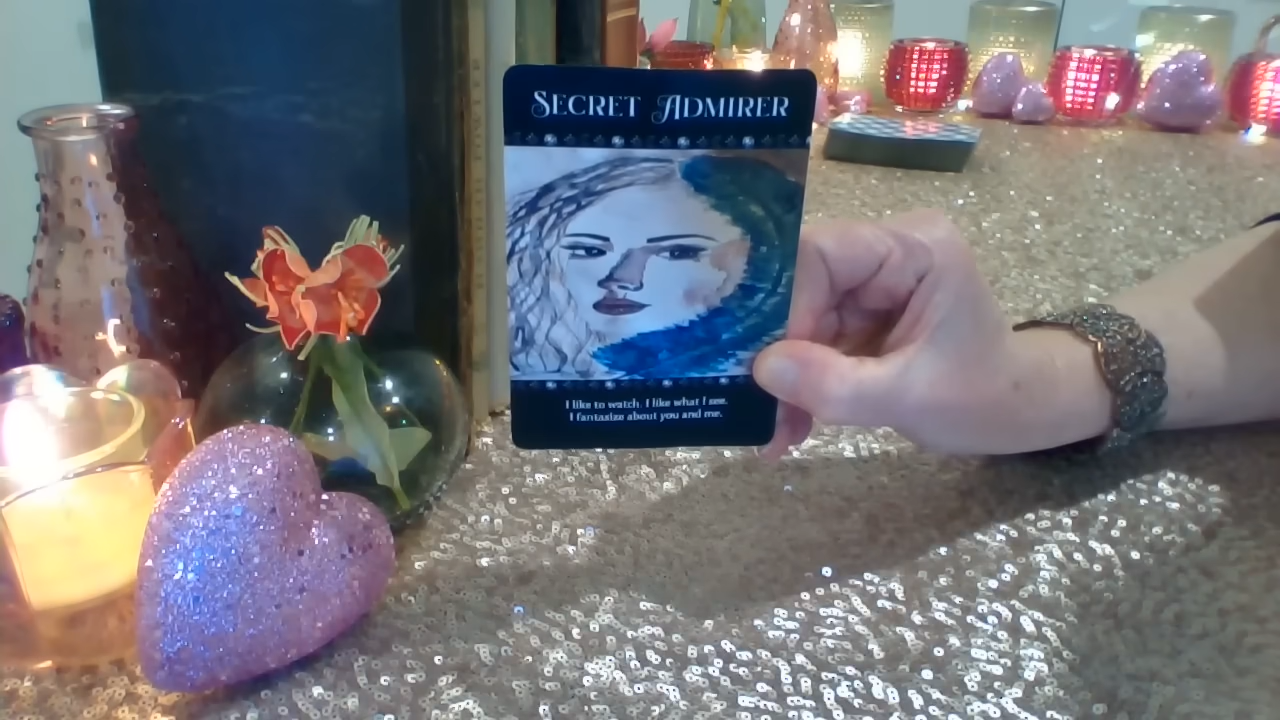 SECRET ADMIRER
I like to watch. I like what I see.
I fantasize about you and me.